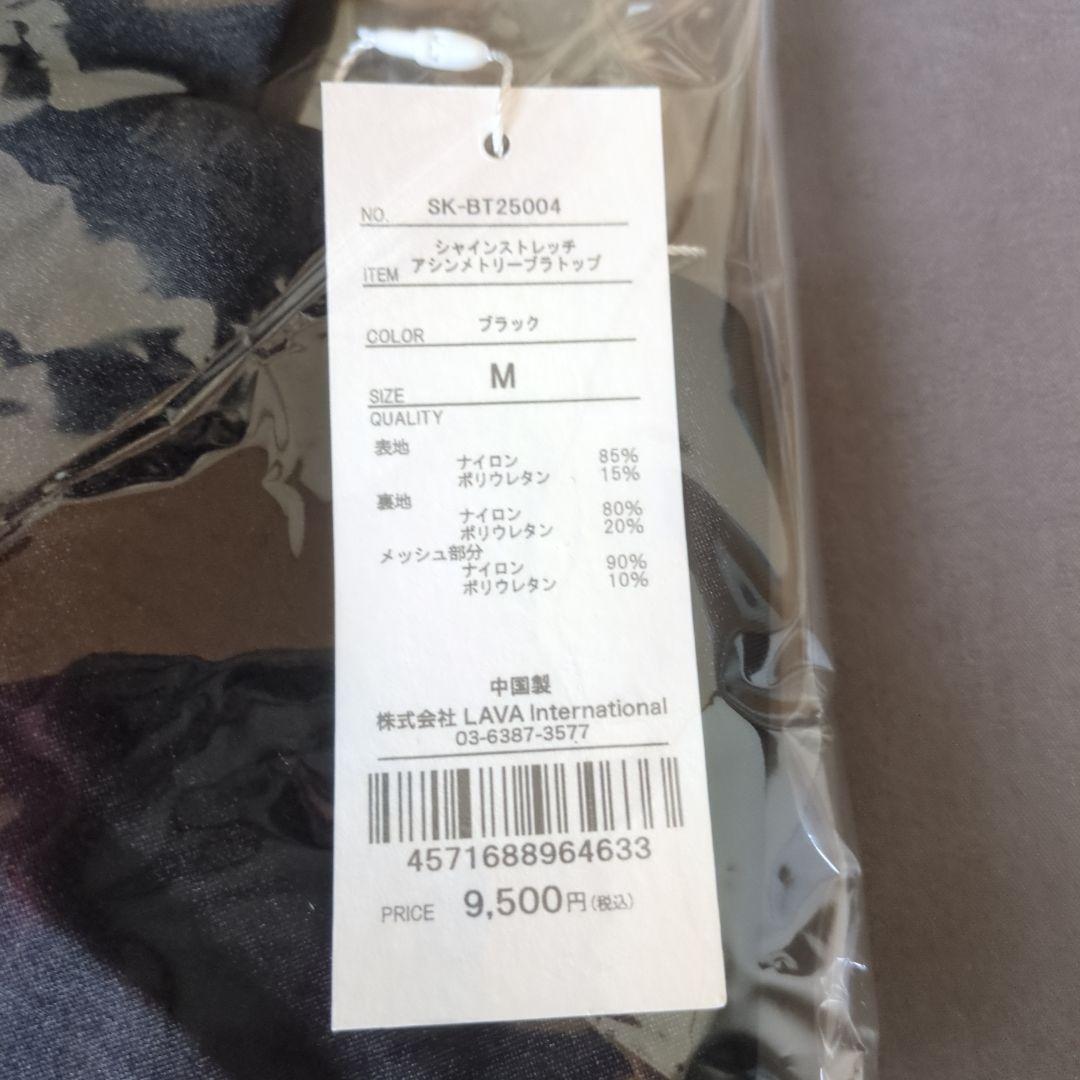 NO. SK-BT25004
シャインストレッチ
ITEM アシンメトリーブラトップ
COLOR ブラック
SIZE M
QUALITY
表地
ナイロン 85%
ポリウレタン 15%
裏地
ナイロン 80%
ポリウレタン 20%
メッシュ部分
ナイロン 90%
ポリウレタン 10%
中国製
株式会社 LAVA International
03-6387-3577
4571688964633
PRICE 9,500円(税込)